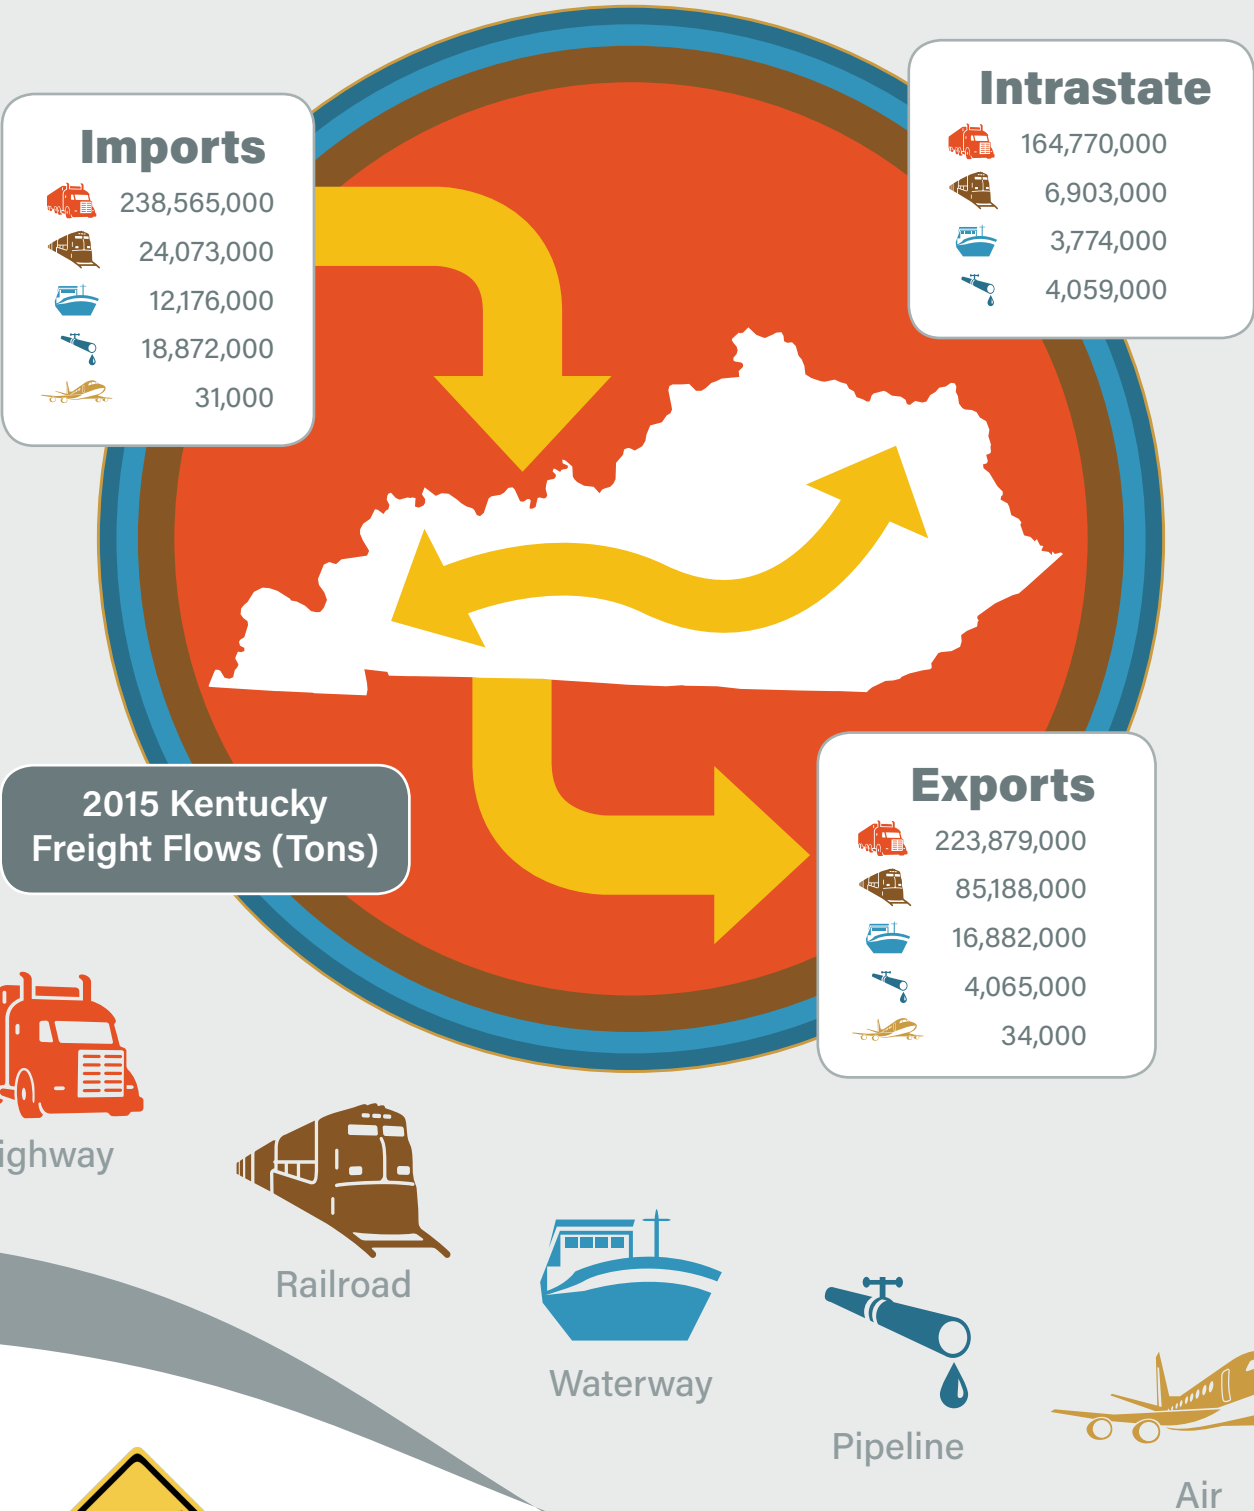 Imports
238,565,000
24,073,000
12,176,000
18,872,000
31,000
Intrastate
164,770,000
6,903,000
3,774,000
4,059,000
2015 Kentucky
Freight Flows (Tons)
Exports
223,879,000
85,188,000
16,882,000
4,065,000
34,000
ighway
Railroad
Waterway
Pipeline
Air